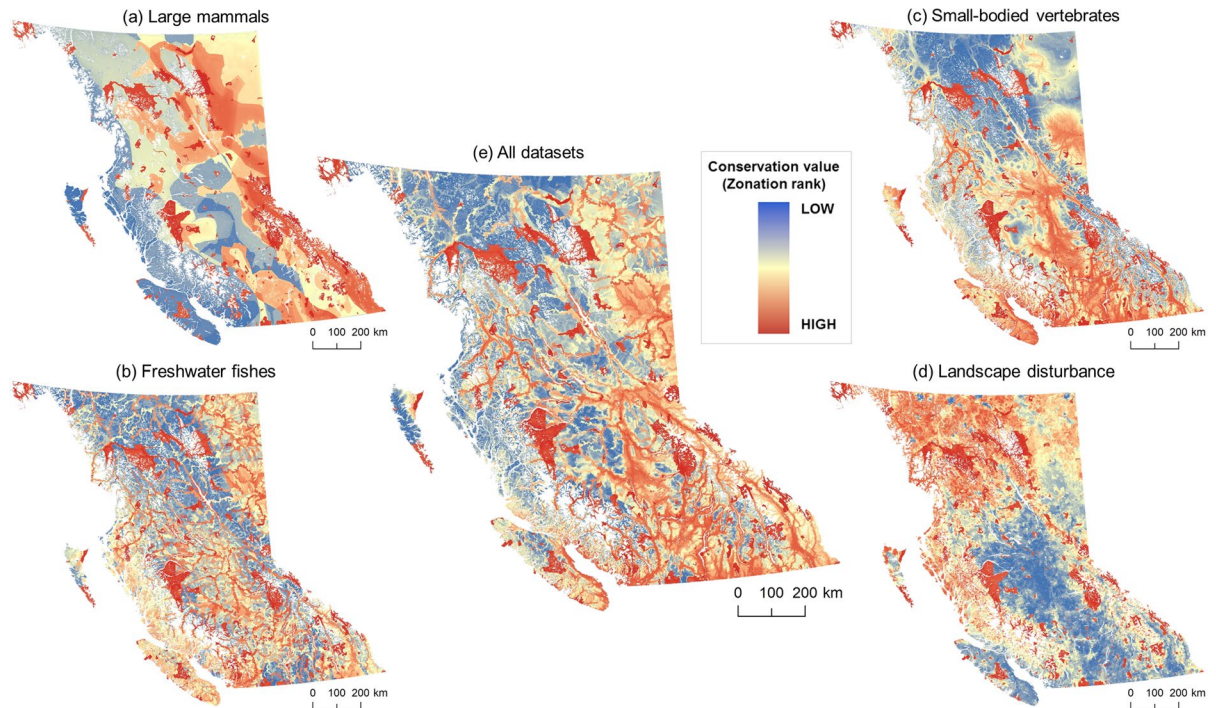 (a) Large mammals
(c) Small-bodied vertebrates
(e) All datasets
Conservation value
(Zonation rank)
LOW
HIGH
0 100 200 km
0 100 200 km
(b) Freshwater fishes
(d) Landscape disturbance
0 100 200 km
0 100 200 km
0 100 200 km